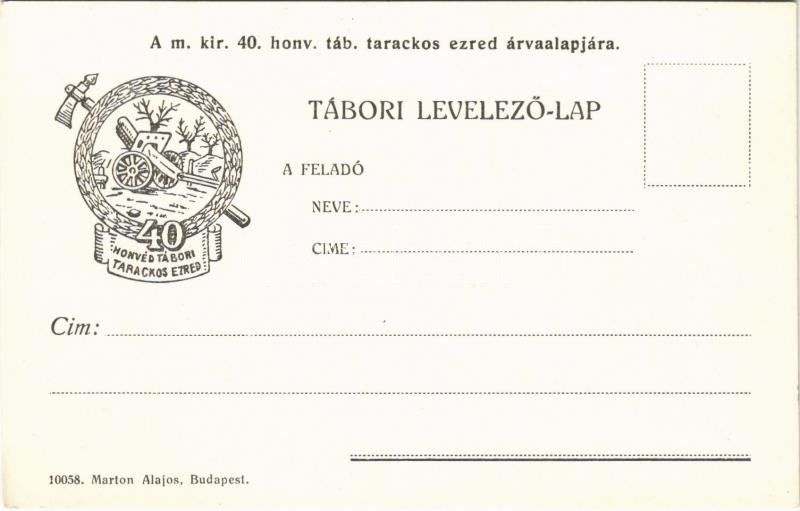 A m. kir. 40. honv. táb. tarackos ezred árvaalapjára.
TÁBORI LEVELEZŐ-LAP
A FELADÓ
NEVE:
CIME:
40
HONVÉD TÁBORI
TARACKOS EZRED
Cim:
10058. Marton Alajos, Budapest.